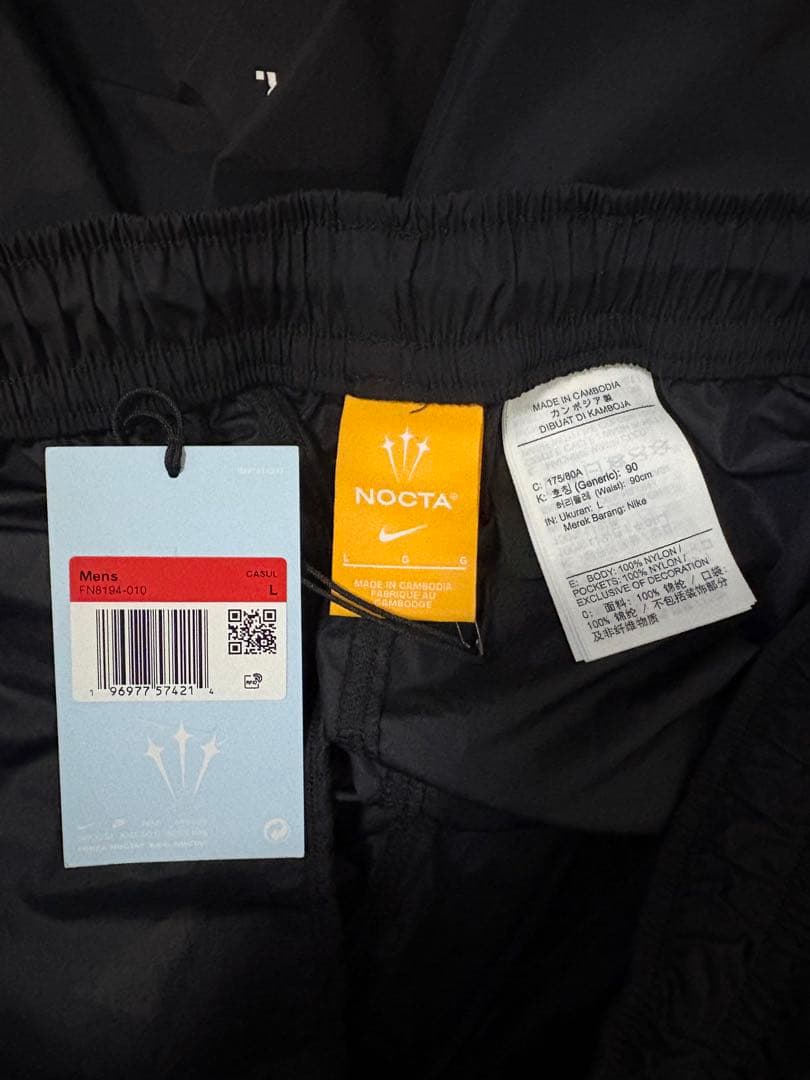 Mens
CASUL
FN8194-010
L
1 96977 57421 4
NOCTA®
L G G
MADE IN CAMBODIA
FABRIQUE AU
CAMBODGE
MADE IN CAMBODIA
カンボジア製
DIBUAT DI KAMBOJA
C: 175/80A
K: 호칭 (Generic): 90
허리둘레 (Waist): 90cm
IN: Ukuran: L
Merek Barang: Nike
E: BODY: 100% NYLON /
POCKETS: 100% NYLON /
EXCLUSIVE OF DECORATION
C: 面料: 100% 锦纶 / 口袋:
100% 锦纶 / 不包括装饰部分
及非纤维物质